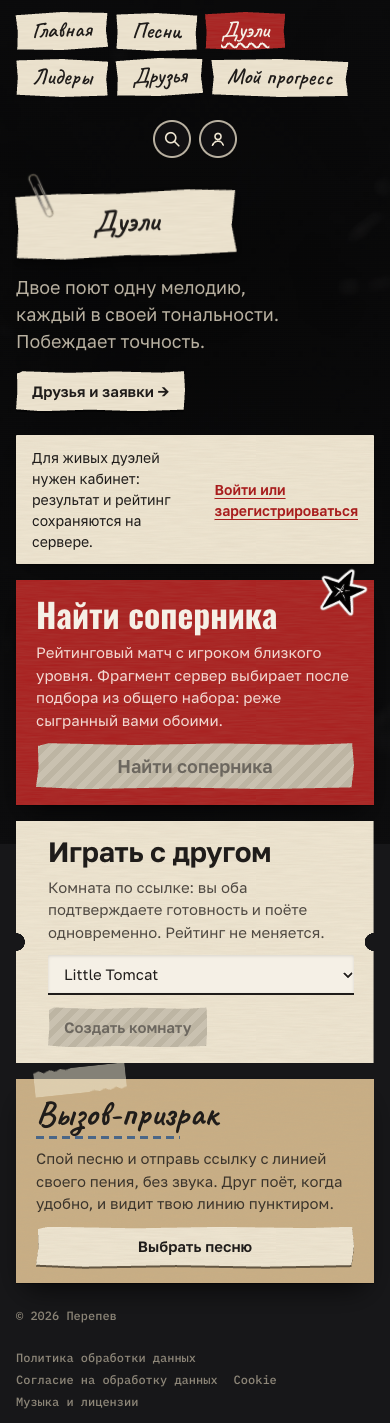 Главная Песни Дуэли
Лидеры Друзья Мой прогресс
Дуэли
Двое поют одну мелодию,
каждый в своей тональности.
Побеждает точность.
Друзья и заявки →
Для живых дуэлей
нужен кабинет:
результат и рейтинг
сохраняются на
сервере.
Войти или
зарегистрироваться
Найти соперника
Рейтинговый матч с игроком близкого
уровня. Фрагмент сервер выбирает после
подбора из общего набора: реже
сыгранный вами обоими.
Найти соперника
Играть с другом
Комната по ссылке: вы оба
подтверждаете готовность и поёте
одновременно. Рейтинг не меняется.
Little Tomcat
Создать комнату
Вызов-призрак
Спой песню и отправь ссылку с линией
своего пения, без звука. Друг поёт, когда
удобно, и видит твою линию пунктиром.
Выбрать песню
© 2026 Перепев
Политика обработки данных
Согласие на обработку данных Cookie
Музыка и лицензии